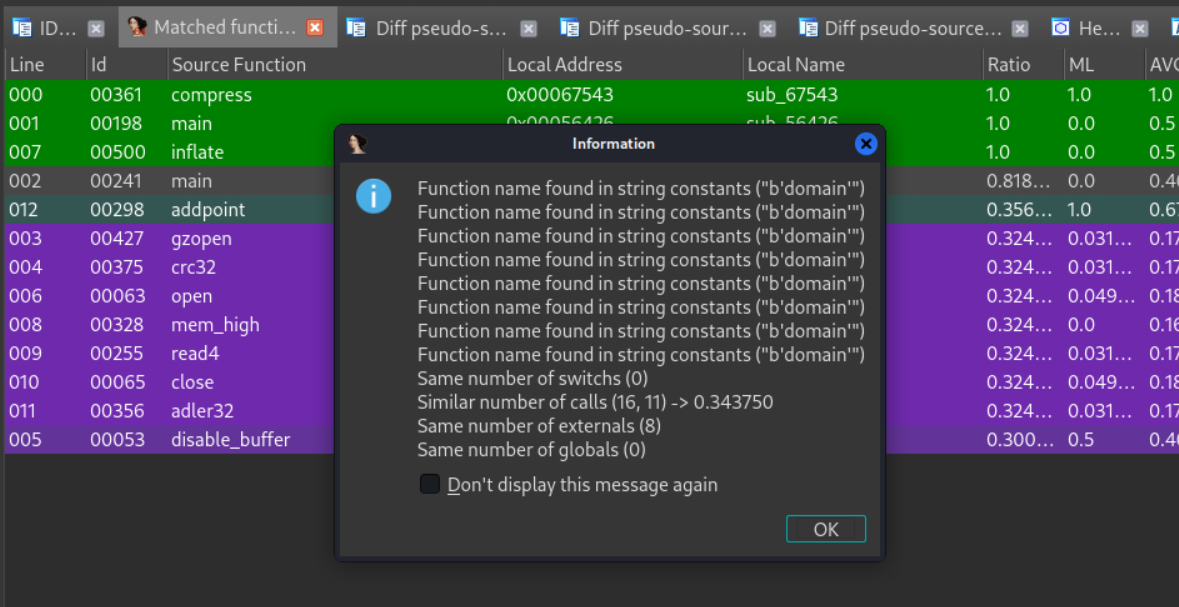 ID... Matched functi... Diff pseudo-s... Diff pseudo-sour... Diff pseudo-source... He...
Line Id Source Function Local Address Local Name Ratio ML AVG
000 00361 compress 0x00067543 sub_67543 1.0 1.0 1.0
001 00198 main 0x00056426 sub_56426 1.0 0.0 0.5
007 00500 inflate 1.0 0.0 0.5
002 00241 main 0.818... 0.0 0.40
012 00298 addpoint 0.356... 1.0 0.67
003 00427 gzopen 0.324... 0.031... 0.17
004 00375 crc32 0.324... 0.031... 0.17
006 00063 open 0.324... 0.049... 0.18
008 00328 mem_high 0.324... 0.0 0.16
009 00255 read4 0.324... 0.031... 0.17
010 00065 close 0.324... 0.049... 0.18
011 00356 adler32 0.324... 0.031... 0.17
005 00053 disable_buffer 0.300... 0.5 0.40
Information
Function name found in string constants ("b'domain'")
Function name found in string constants ("b'domain'")
Function name found in string constants ("b'domain'")
Function name found in string constants ("b'domain'")
Function name found in string constants ("b'domain'")
Function name found in string constants ("b'domain'")
Function name found in string constants ("b'domain'")
Function name found in string constants ("b'domain'")
Same number of switchs (0)
Similar number of calls (16, 11) -> 0.343750
Same number of externals (8)
Same number of globals (0)
Don't display this message again
OK